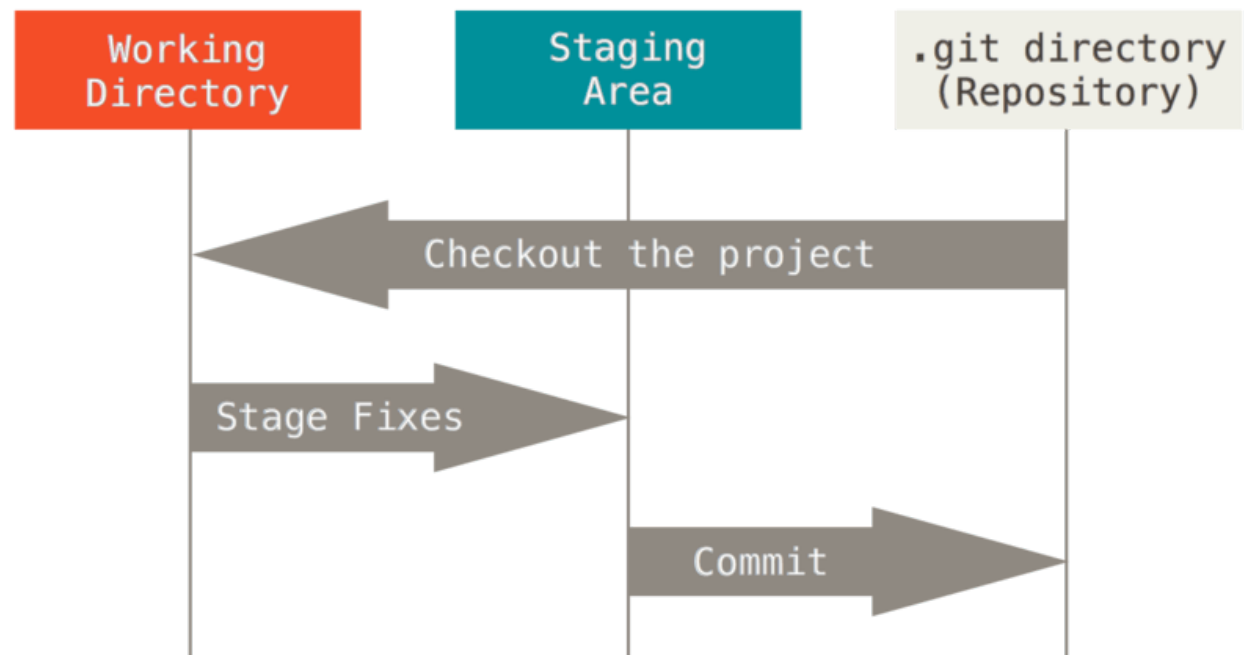 Working
Directory
Staging
Area
.git directory
(Repository)
Checkout the project
Stage Fixes
Commit